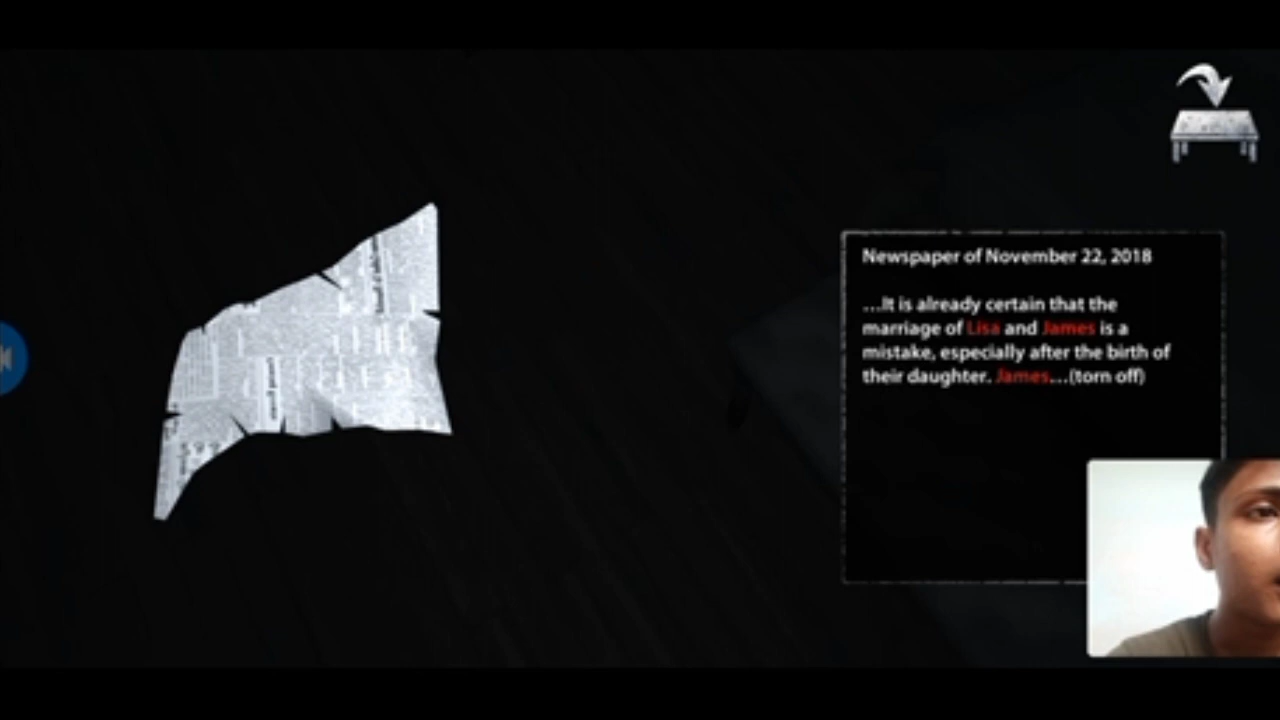 Newspaper of November 22, 2018
...It is already certain that the
marriage of Lisa and James is a
mistake, especially after the birth of
their daughter. James...(torn off)